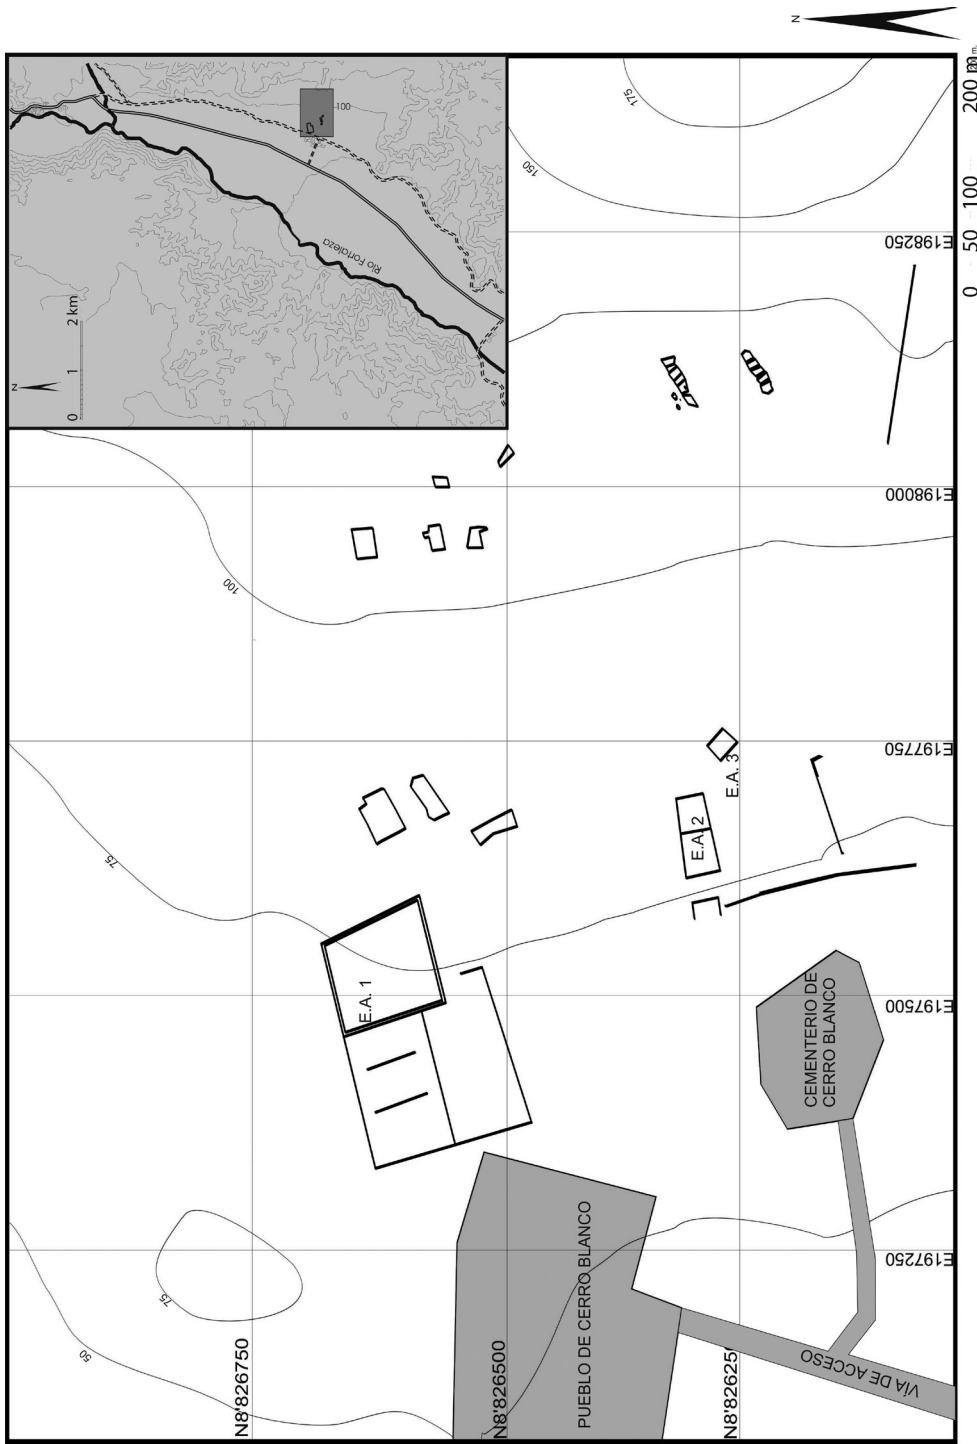 N
N
0 1 2 km
Río Fortaleza
100
175
150
100
75
75
50
E198250
E198000
E197750
E197500
E197250
N8'826750
N8'826500
N8'82625
E.A. 1
E.A. 2
E.A. 3
CEMENTERIO DE
CERRO BLANCO
PUEBLO DE CERRO BLANCO
VÍA DE ACCESO
0 50 100 200 m